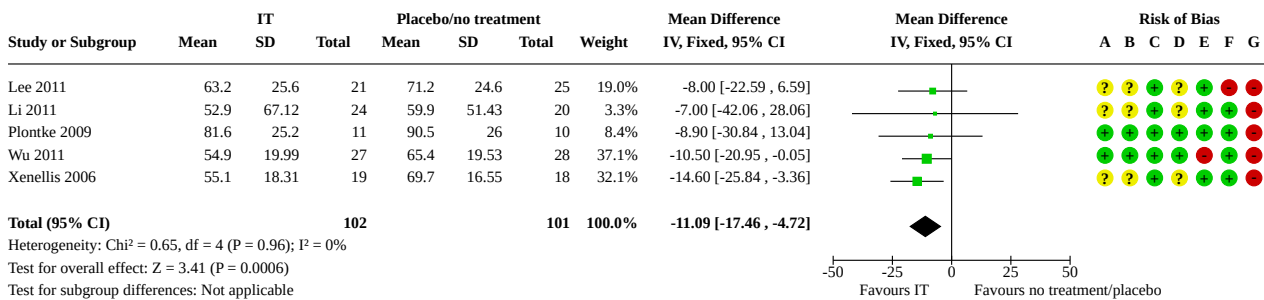 IT Placebo/no treatment Mean Difference Mean Difference Risk of Bias
Study or Subgroup Mean SD Total Mean SD Total Weight IV, Fixed, 95% CI IV, Fixed, 95% CI A B C D E F G
Lee 2011 63.2 25.6 21 71.2 24.6 25 19.0% -8.00 [-22.59 , 6.59] ? ? + ? + - -
Li 2011 52.9 67.12 24 59.9 51.43 20 3.3% -7.00 [-42.06 , 28.06] ? ? + ? + + -
Plontke 2009 81.6 25.2 11 90.5 26 10 8.4% -8.90 [-30.84 , 13.04] + + + + + + -
Wu 2011 54.9 19.99 27 65.4 19.53 28 37.1% -10.50 [-20.95 , -0.05] + + + + - + -
Xenellis 2006 55.1 18.31 19 69.7 16.55 18 32.1% -14.60 [-25.84 , -3.36] ? ? + ? + + -
Total (95% CI) 102 101 100.0% -11.09 [-17.46 , -4.72]
Heterogeneity: Chi² = 0.65, df = 4 (P = 0.96); I² = 0%
Test for overall effect: Z = 3.41 (P = 0.0006)
-50 -25 0 25 50
Test for subgroup differences: Not applicable Favours IT Favours no treatment/placebo